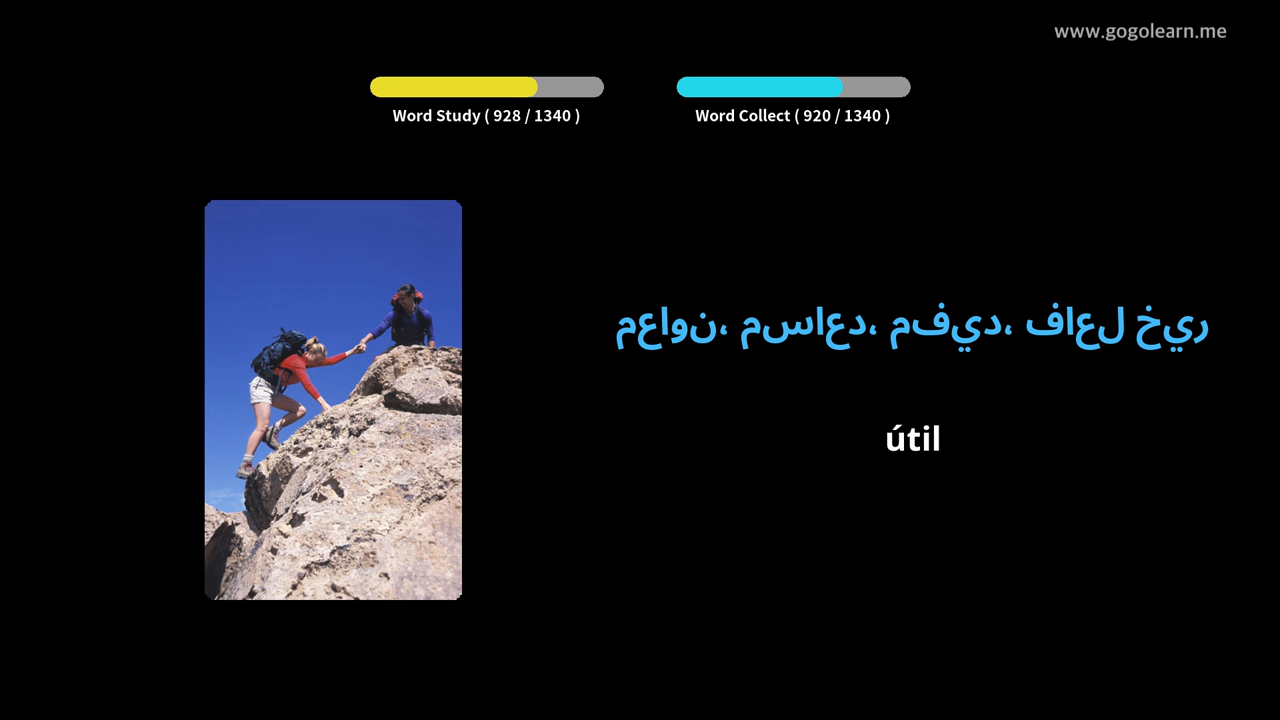 www.gogolearn.me
Word Study ( 928 / 1340 )
Word Collect ( 920 / 1340 )
معاون، مساعد، مفيد، فاعل خير
útil